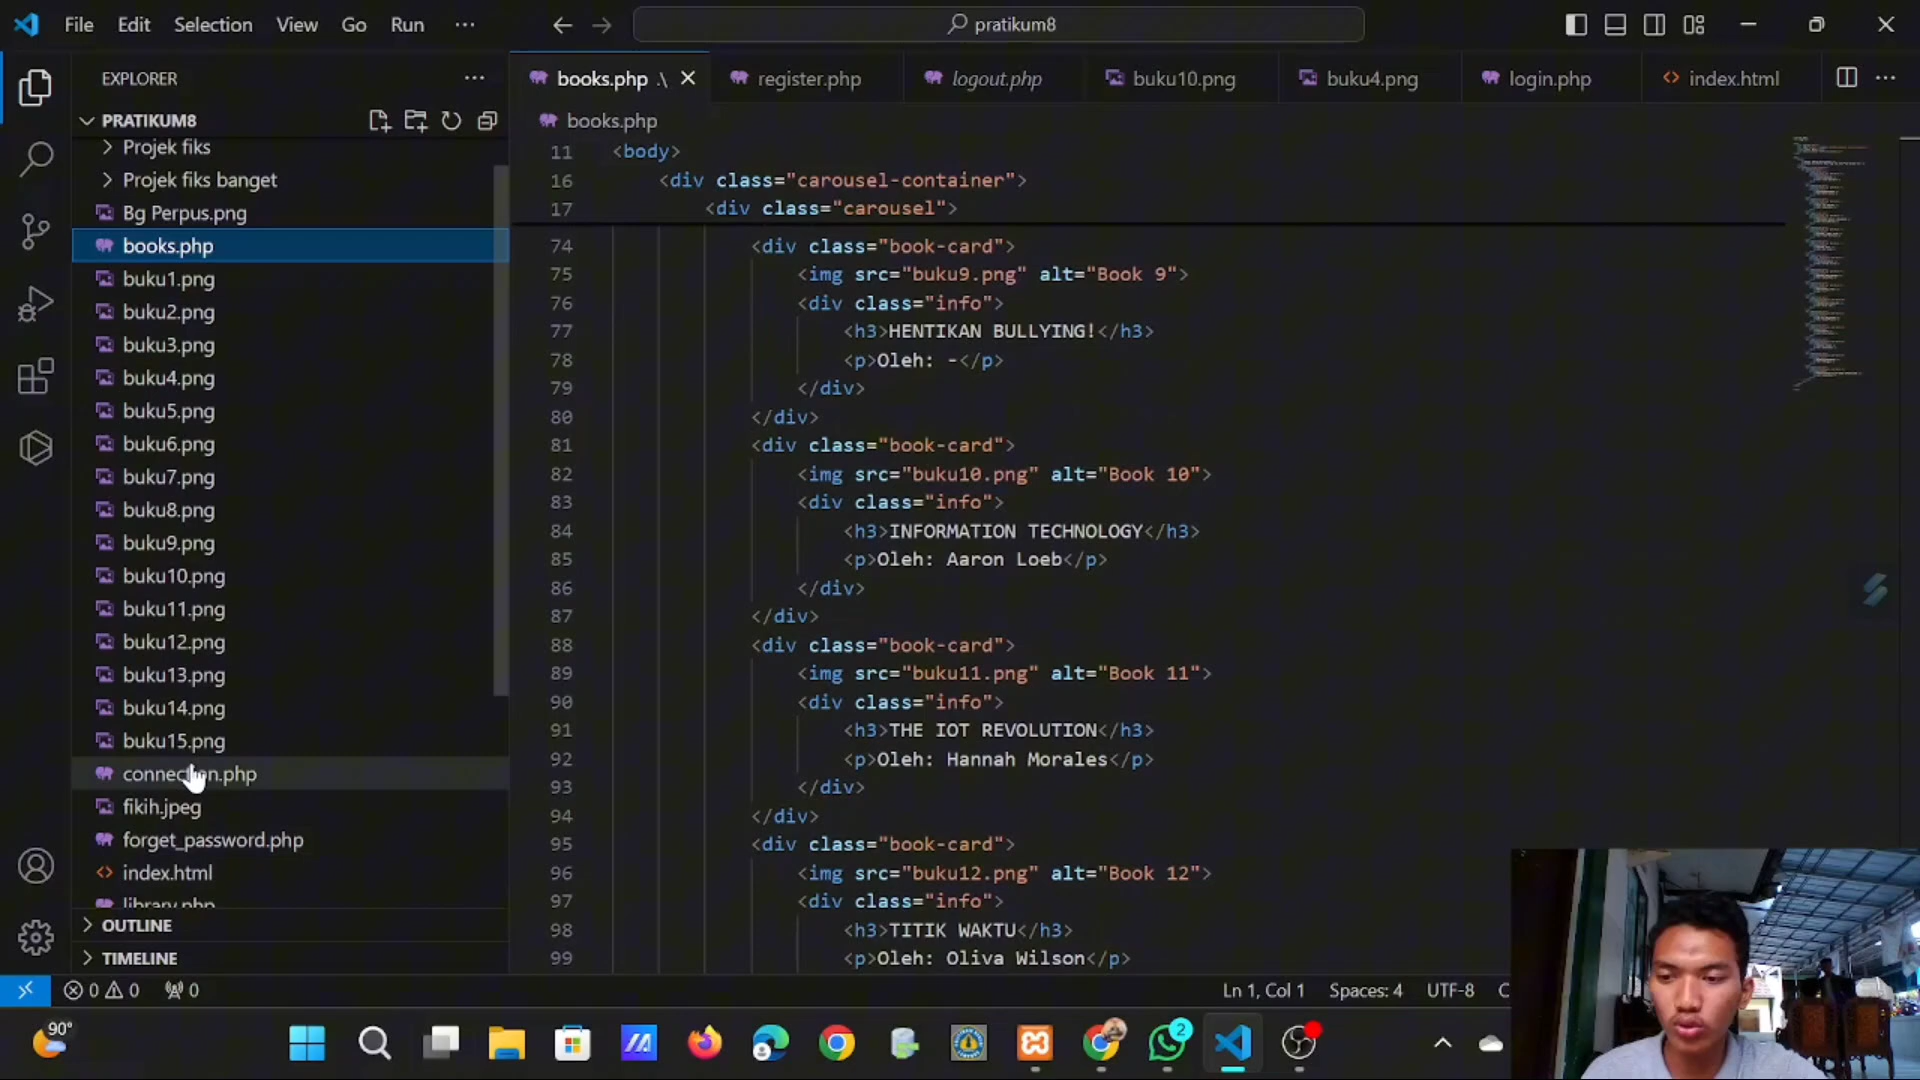 File Edit Selection View Go Run ... pratikum8
EXPLORER ...
books.php .\ register.php logout.php buku10.png buku4.png login.php index.html ...
PRATIKUM8
books.php
Projek fiks
Projek fiks banget
Bg Perpus.png
books.php
buku1.png
buku2.png
buku3.png
buku4.png
buku5.png
buku6.png
buku7.png
buku8.png
buku9.png
buku10.png
buku11.png
buku12.png
buku13.png
buku14.png
buku15.png
connection.php
fikih.jpeg
forget_password.php
index.html
library.php
OUTLINE
TIMELINE
11 <body>
16 <div class="carousel-container">
17 <div class="carousel">
74 <div class="book-card">
75 <img src="buku9.png" alt="Book 9">
76 <div class="info">
77 <h3>HENTIKAN BULLYING!</h3>
78 <p>Oleh: -</p>
79 </div>
80 </div>
81 <div class="book-card">
82 <img src="buku10.png" alt="Book 10">
83 <div class="info">
84 <h3>INFORMATION TECHNOLOGY</h3>
85 <p>Oleh: Aaron Loeb</p>
86 </div>
87 </div>
88 <div class="book-card">
89 <img src="buku11.png" alt="Book 11">
90 <div class="info">
91 <h3>THE IOT REVOLUTION</h3>
92 <p>Oleh: Hannah Morales</p>
93 </div>
94 </div>
95 <div class="book-card">
96 <img src="buku12.png" alt="Book 12">
97 <div class="info">
98 <h3>TITIK WAKTU</h3>
99 <p>Oleh: Oliva Wilson</p>
0 0 0 Ln 1, Col 1 Spaces: 4 UTF-8 C
90° 2